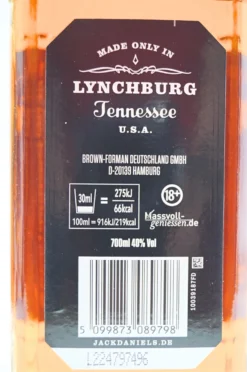 MADE ONLY IN
LYNCHBURG
Tennessee
U.S.A.
BROWN-FORMAN DEUTSCHLAND GMBH
D-20139 HAMBURG
30ml = 275kJ
66kcal
100ml = 916kJ/219kcal
18+
Massvoll-
geniessen.de
700ml 40% Vol
10039187FD
5 099873 089798
JACKDANIELS.DE
L224797496